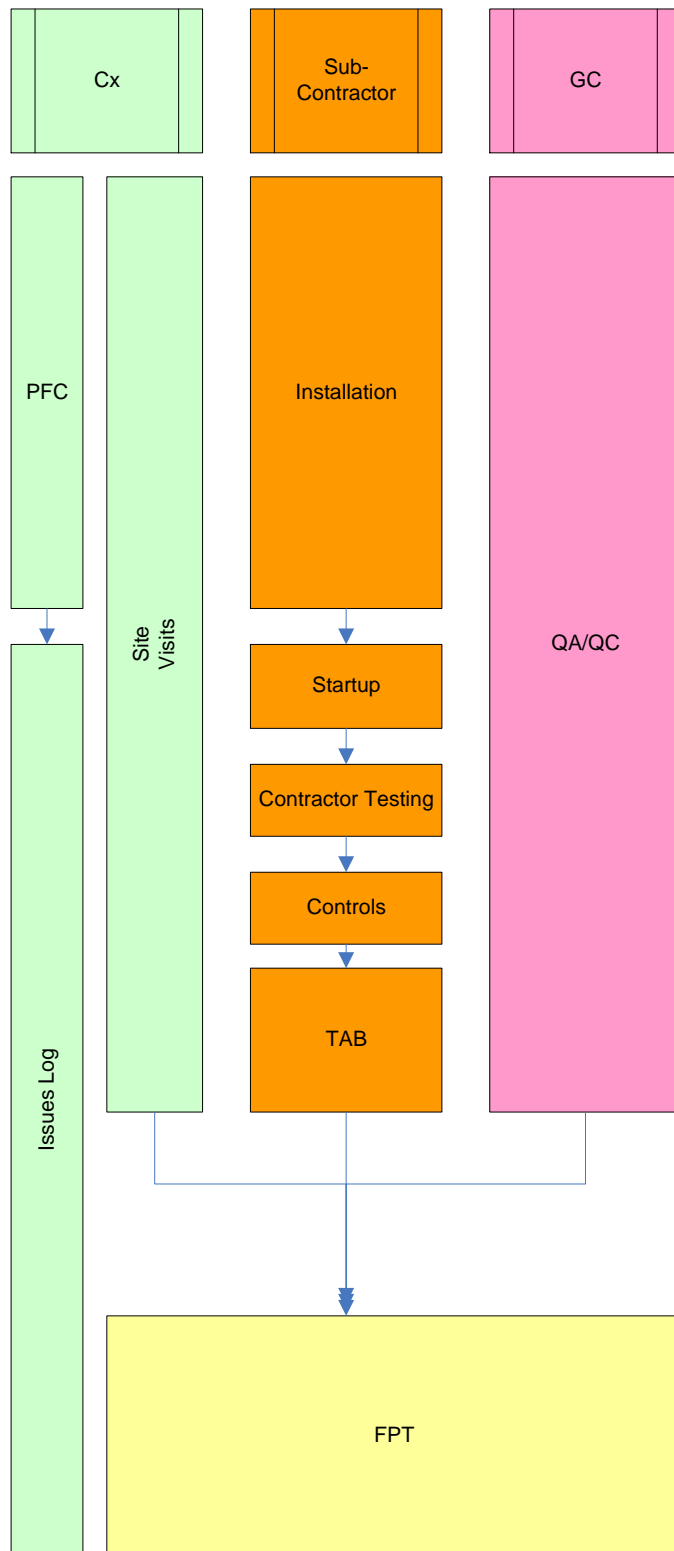 Cx
Sub-
Contractor
GC
PFC
Site
Visits
Installation
QA/QC
Startup
Contractor Testing
Controls
TAB
Issues Log
FPT